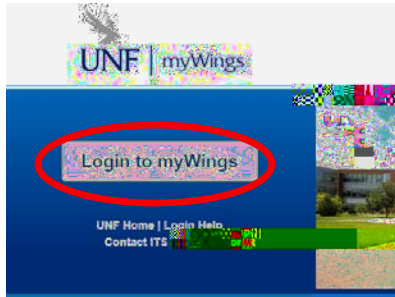 UNF | myWings
Login to myWings
UNF Home | Login Help
Contact ITS